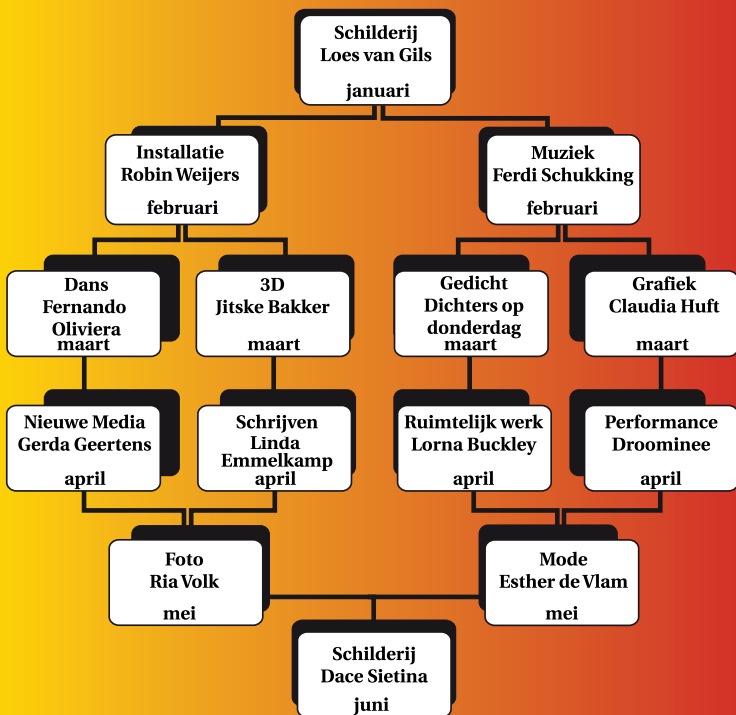 Schilderij
Loes van Gils
januari
Installatie
Robin Weijers
februari
Muziek
Ferdi Schukking
februari
Dans
Fernando
Oliviera
maart
3D
Jitske Bakker
maart
Gedicht
Dichters op
donderdag
maart
Grafiek
Claudia Huft
maart
Nieuwe Media
Gerda Geertens
april
Schrijven
Linda
Emmelkamp
april
Ruimtelijk werk
Lorna Buckley
april
Performance
Droominee
april
Foto
Ria Volk
mei
Mode
Esther de Vlam
mei
Schilderij
Dace Sietina
juni